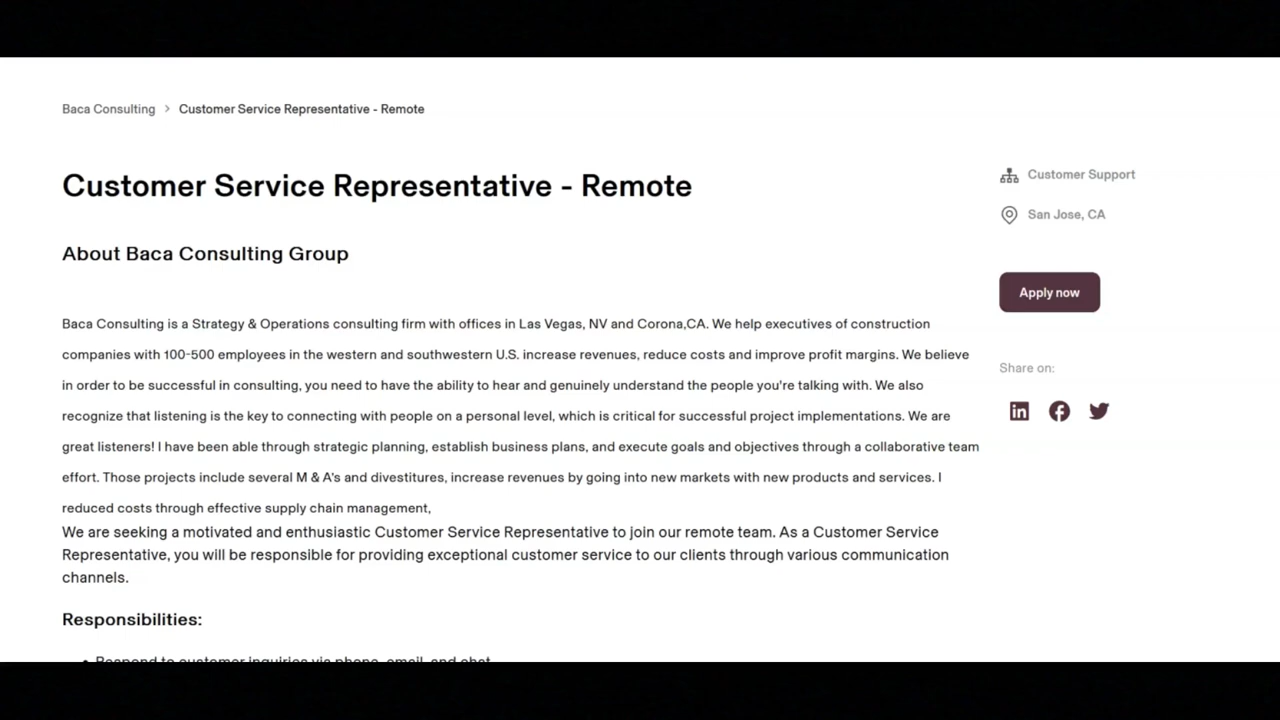 Baca Consulting > Customer Service Representative - Remote
Customer Service Representative - Remote
About Baca Consulting Group
Baca Consulting is a Strategy & Operations consulting firm with offices in Las Vegas, NV and Corona,CA. We help executives of construction
companies with 100-500 employees in the western and southwestern U.S. increase revenues, reduce costs and improve profit margins. We believe
in order to be successful in consulting, you need to have the ability to hear and genuinely understand the people you're talking with. We also
recognize that listening is the key to connecting with people on a personal level, which is critical for successful project implementations. We are
great listeners! I have been able through strategic planning, establish business plans, and execute goals and objectives through a collaborative team
effort. Those projects include several M & A's and divestitures, increase revenues by going into new markets with new products and services. I
reduced costs through effective supply chain management,
We are seeking a motivated and enthusiastic Customer Service Representative to join our remote team. As a Customer Service
Representative, you will be responsible for providing exceptional customer service to our clients through various communication
channels.
Responsibilities:
• Respond to customer inquiries via phone, email, and chat
Customer Support
San Jose, CA
Apply now
Share on: